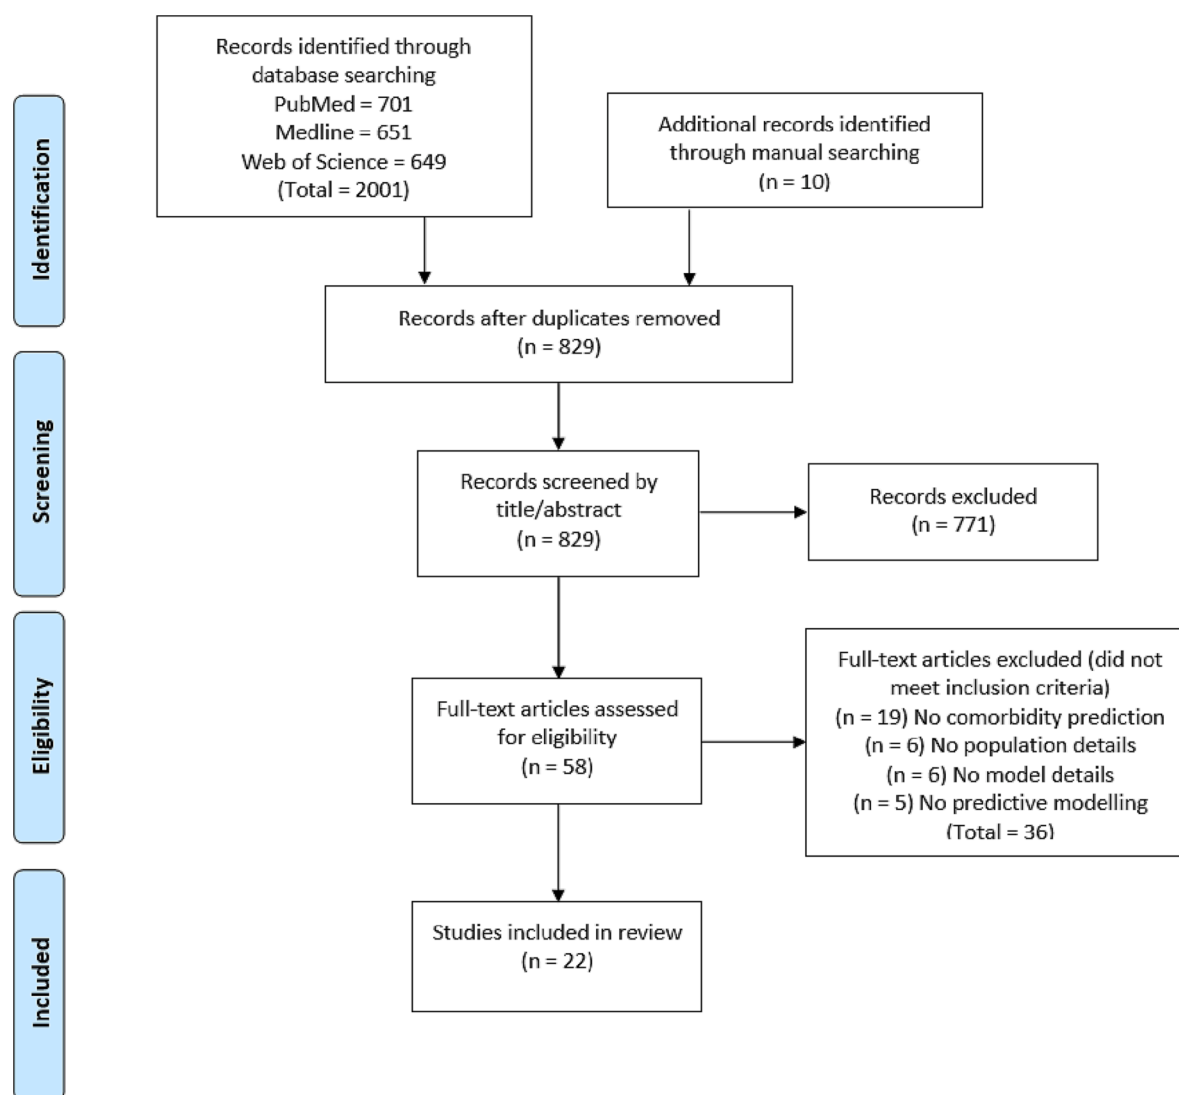 Records identified through
database searching
PubMed = 701
Medline = 651
Web of Science = 649
(Total = 2001)
Additional records identified
through manual searching
(n = 10)
Identification
Records after duplicates removed
(n = 829)
Screening
Records screened by
title/abstract
(n = 829)
Records excluded
(n = 771)
Eligibility
Full-text articles assessed
for eligibility
(n = 58)
Full-text articles excluded (did not
meet inclusion criteria)
(n = 19) No comorbidity prediction
(n = 6) No population details
(n = 6) No model details
(n = 5) No predictive modelling
(Total = 36)
Included
Studies included in review
(n = 22)